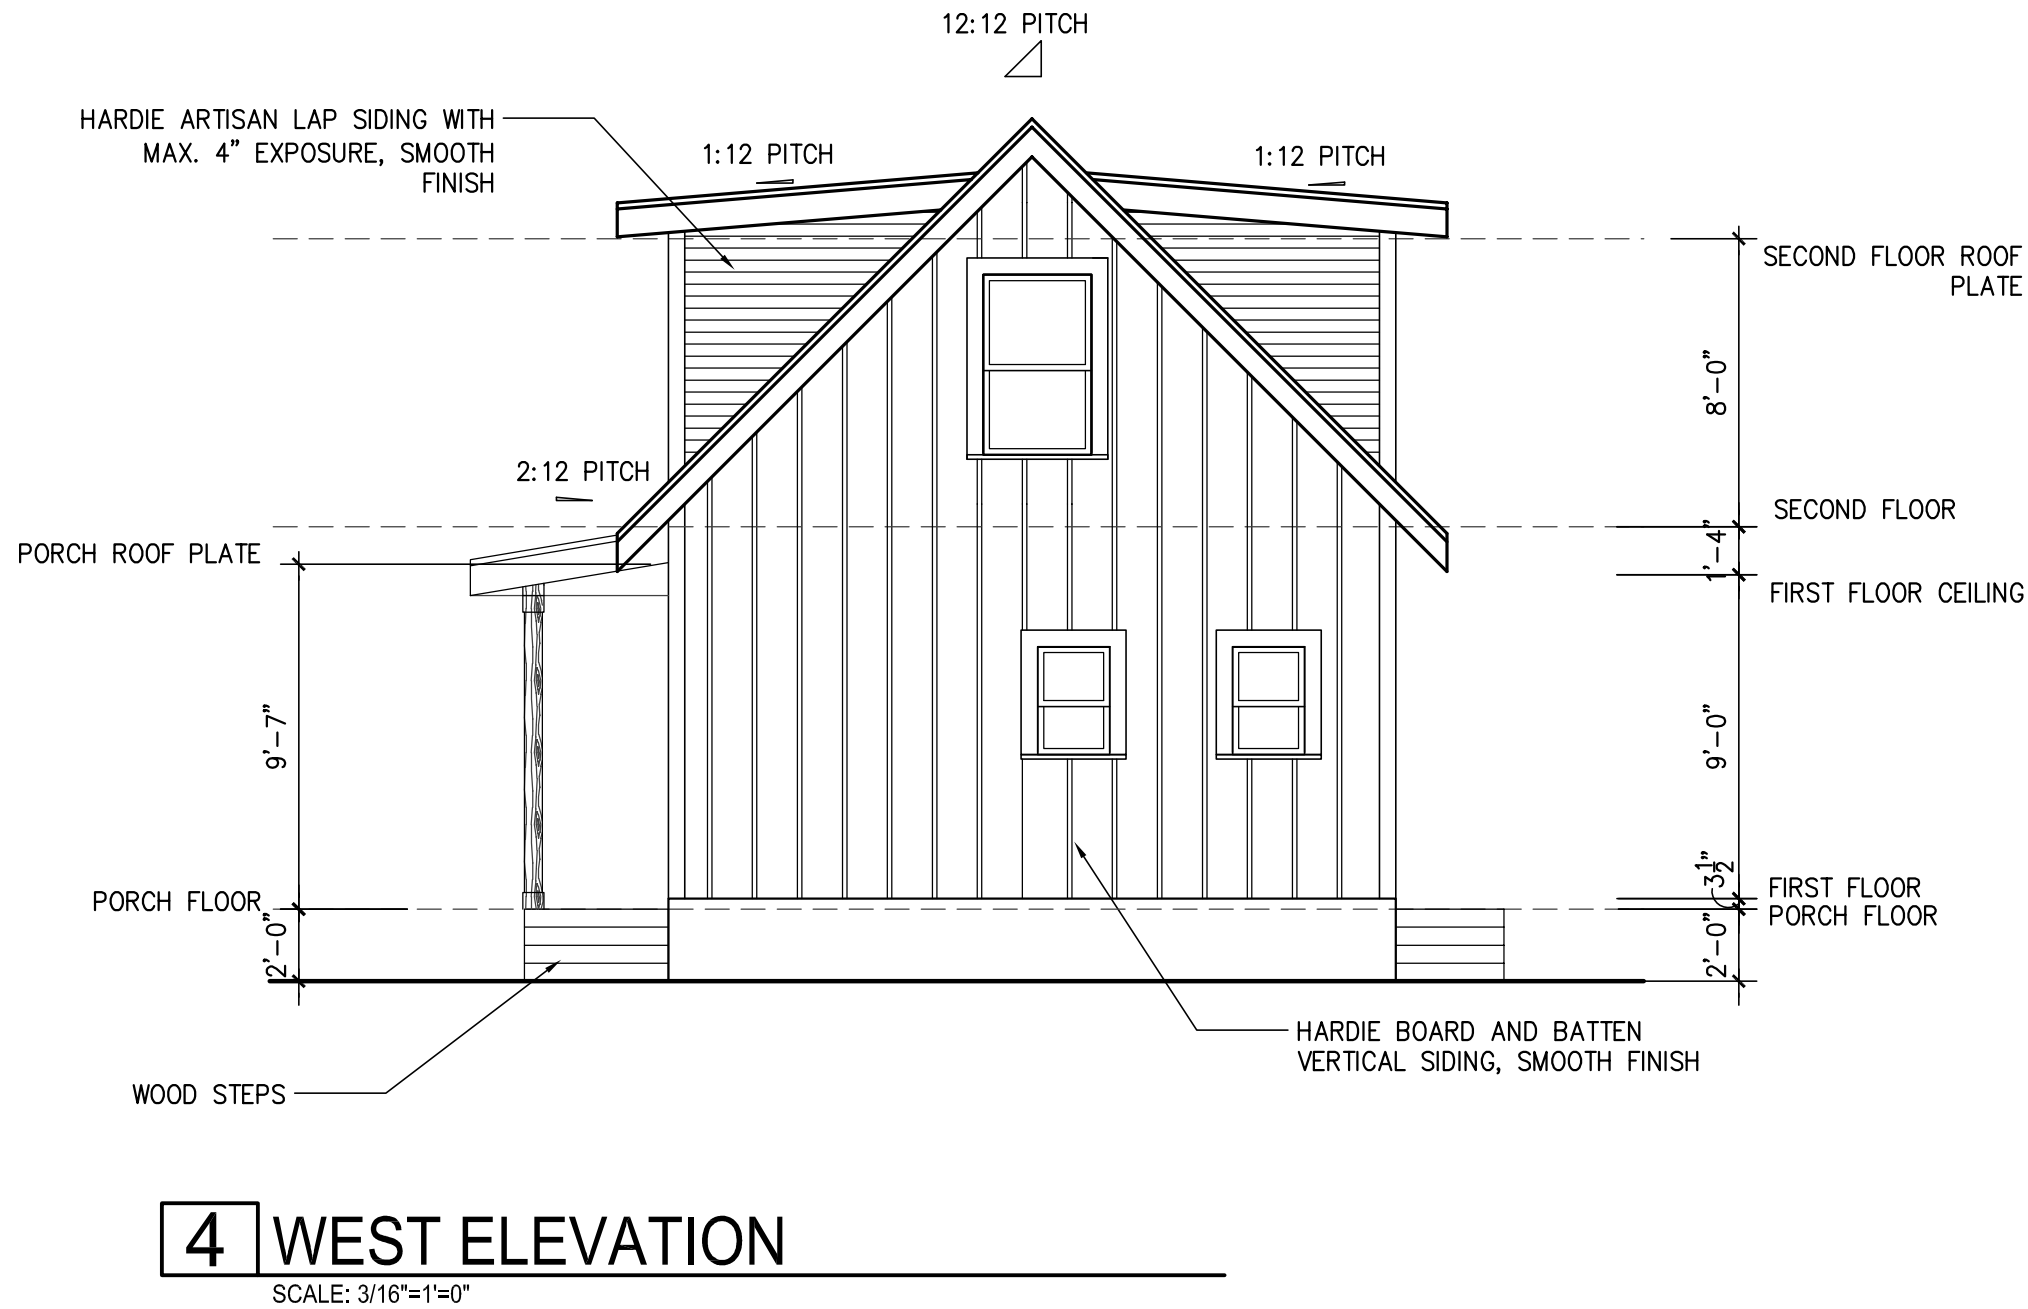 12:12 PITCH
HARDIE ARTISAN LAP SIDING WITH
MAX. 4” EXPOSURE, SMOOTH
FINISH
1:12 PITCH
1:12 PITCH
SECOND FLOOR ROOF
PLATE
8’–0”
2:12 PITCH
SECOND FLOOR
PORCH ROOF PLATE
1’–4”
FIRST FLOOR CEILING
9’–7”
9’–0”
3 1/2”
PORCH FLOOR
FIRST FLOOR
PORCH FLOOR
2’–0”
2’–0”
HARDIE BOARD AND BATTEN
VERTICAL SIDING, SMOOTH FINISH
WOOD STEPS
4 WEST ELEVATION
SCALE: 3/16"=1'=0"